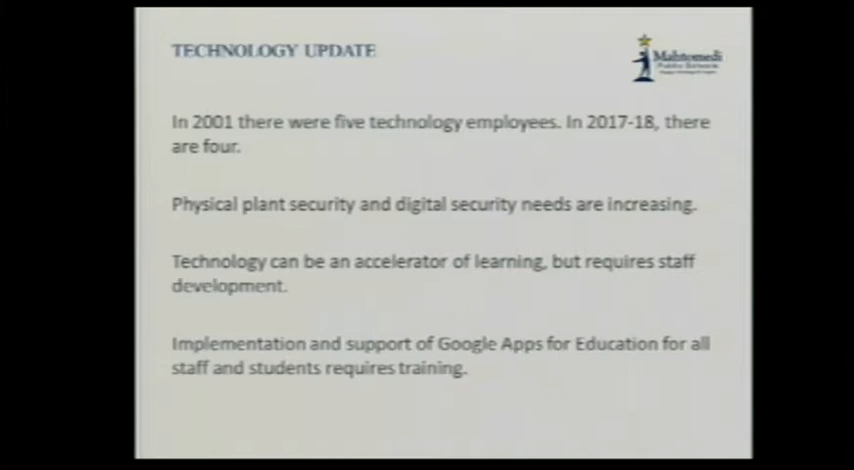 TECHNOLOGY UPDATE
Mahtomedi
Public Schools
In 2001 there were five technology employees. In 2017-18, there
are four.
Physical plant security and digital security needs are increasing.
Technology can be an accelerator of learning, but requires staff
development.
Implementation and support of Google Apps for Education for all
staff and students requires training.